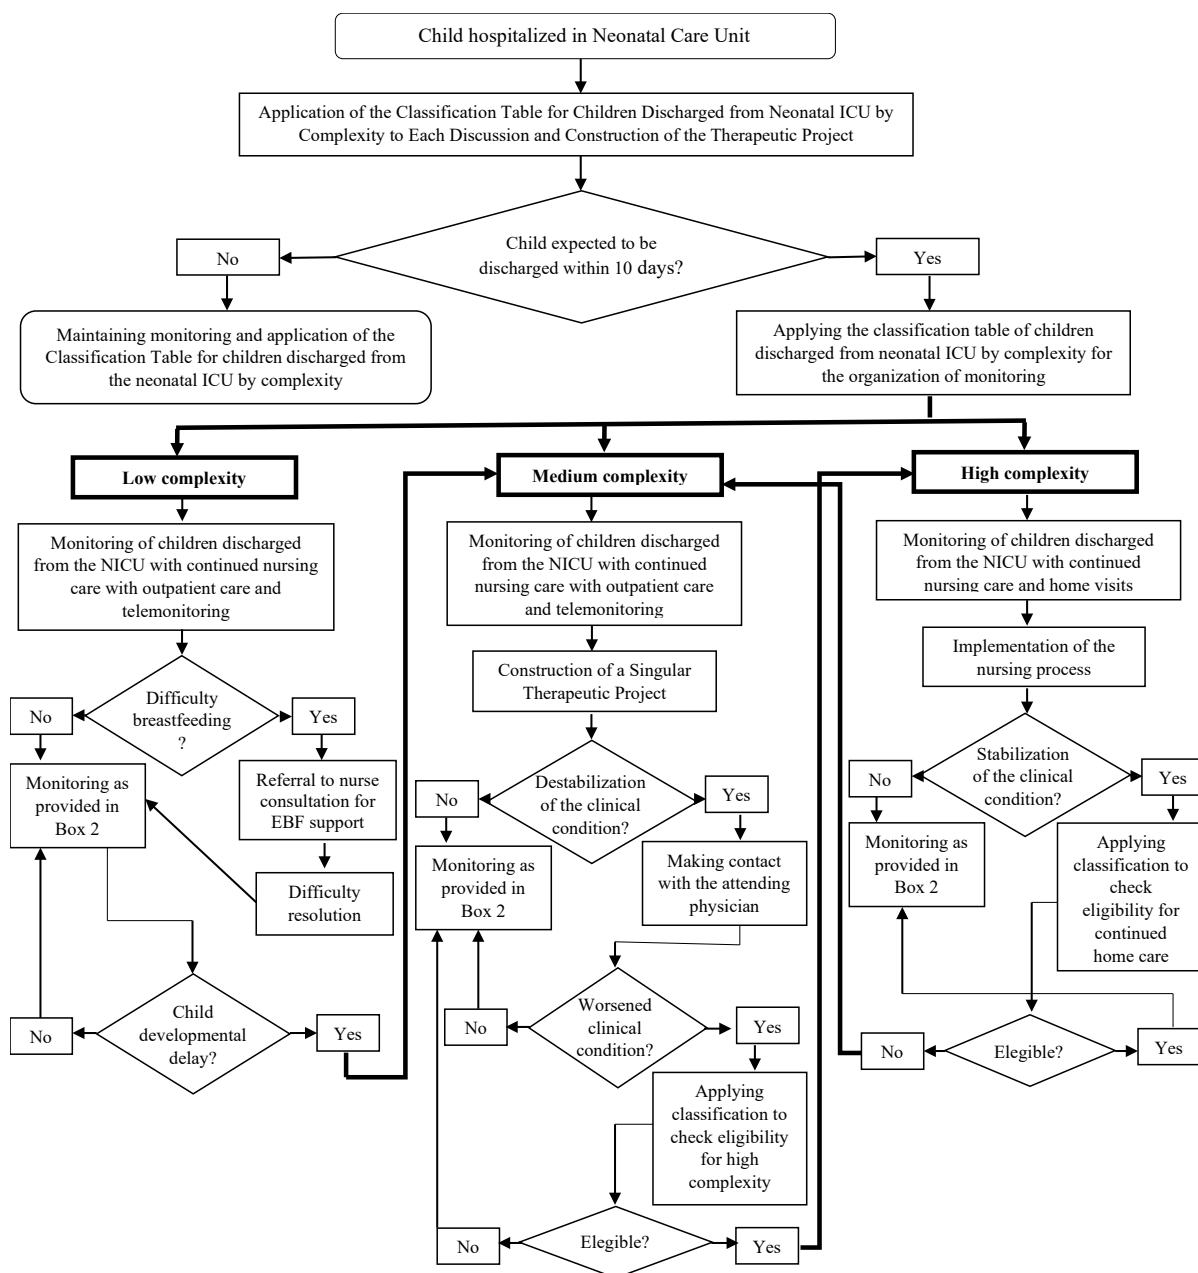 Child hospitalized in Neonatal Care Unit
Application of the Classification Table for Children Discharged from Neonatal ICU by
Complexity to Each Discussion and Construction of the Therapeutic Project
Child expected to be
discharged within 10 days?
No
Yes
Maintaining monitoring and application of the
Classification Table for children discharged from
the neonatal ICU by complexity
Applying the classification table of children
discharged from neonatal ICU by complexity for
the organization of monitoring
Low complexity
Monitoring of children discharged
from the NICU with continued nursing
care with outpatient care and
telemonitoring
Difficulty
breastfeeding
?
No
Yes
Monitoring as
provided in
Box 2
Referral to nurse
consultation for
EBF support
Difficulty
resolution
Child
developmental
delay?
No
Yes
Medium complexity
Monitoring of children discharged
from the NICU with continued
nursing care with outpatient care
and telemonitoring
Construction of a Singular
Therapeutic Project
Destabilization
of the clinical
condition?
No
Yes
Monitoring as
provided in
Box 2
Making contact
with the attending
physician
Worsened
clinical
condition?
No
Yes
Applying
classification to
check eligibility
for high
complexity
Elegible?
No
Yes
High complexity
Monitoring of children discharged
from the NICU with continued
nursing care and home visits
Implementation of the
nursing process
Stabilization
of the clinical
condition?
No
Yes
Monitoring as
provided in
Box 2
Applying
classification to
check
eligibility for
continued
home care
Elegible?
No
Yes